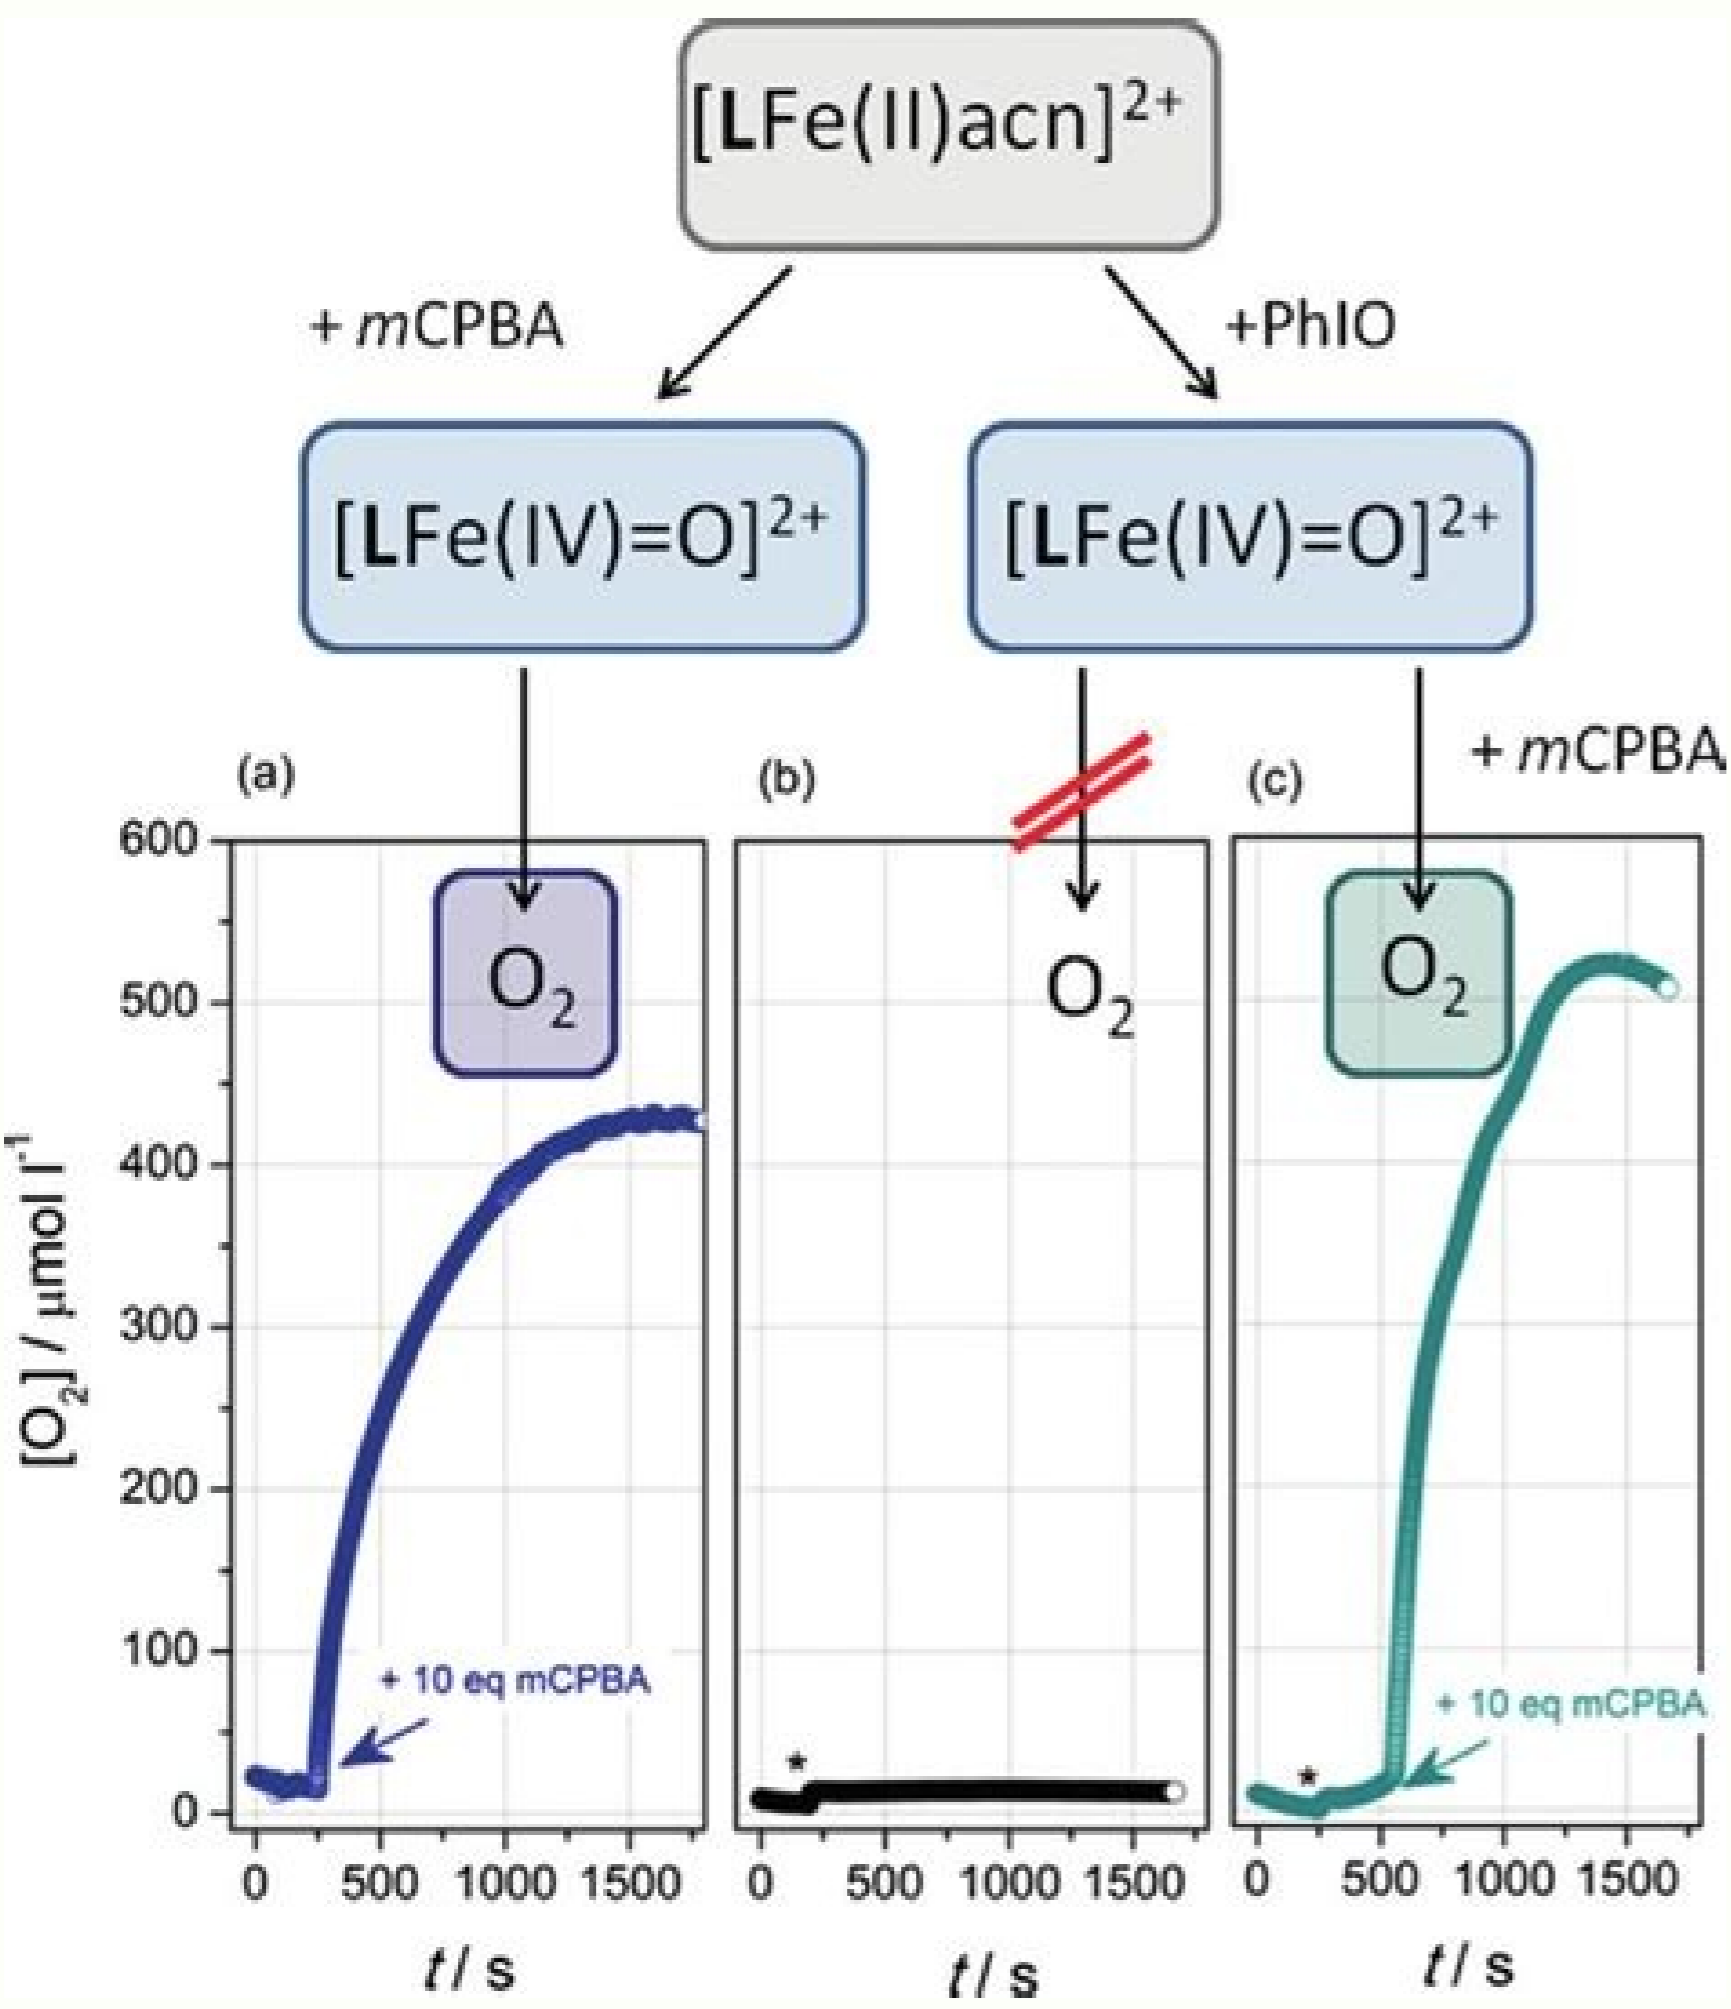 [LFe(II)acn]²⁺
+ mCPBA
+PhIO
[LFe(IV)=O]²⁺
[LFe(IV)=O]²⁺
+ mCPBA
(a)
(b)
(c)
O₂
O₂
O₂
600
500
400
300
200
100
0
[O₂] / µmol l⁻¹
+ 10 eq mCPBA
*
*
+ 10 eq mCPBA
0 500 1000 1500
0 500 1000 1500
0 500 1000 1500
t / s
t / s
t / s